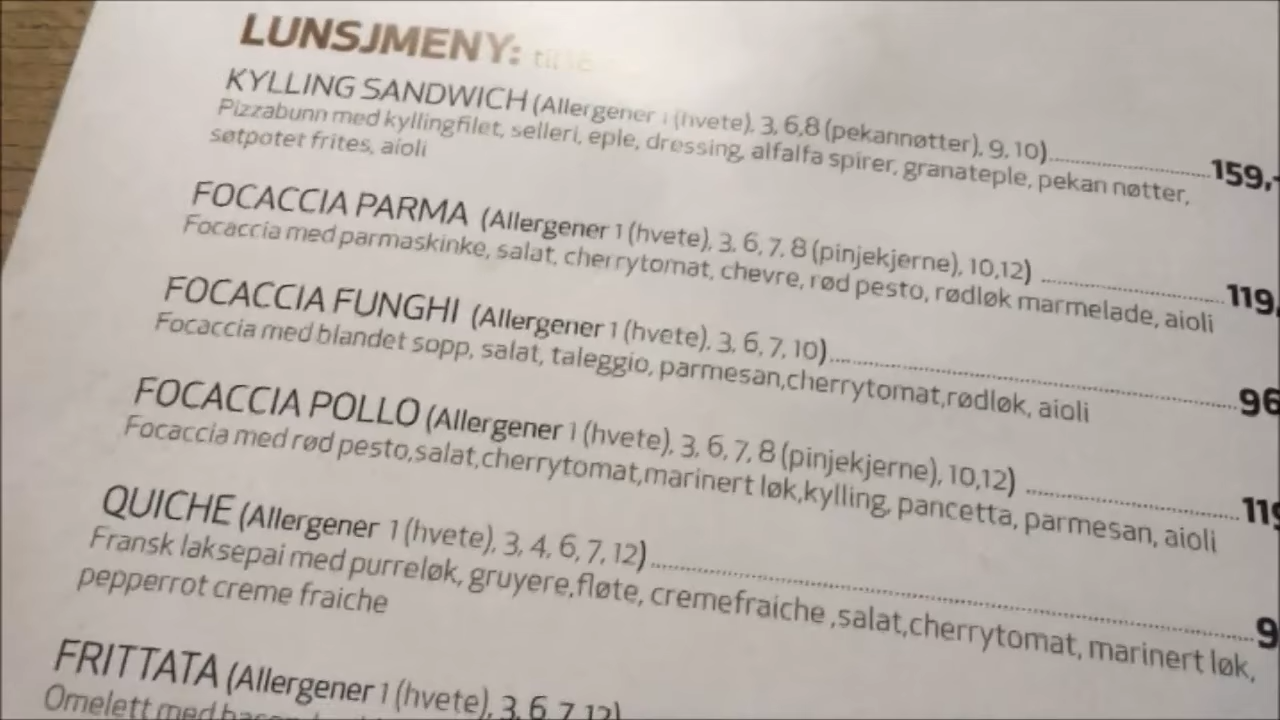 LUNSJMENY: til
KYLLING SANDWICH (Allergener 1 (hvete), 3, 6,8 (pekannøtter), 9, 10)..........159,-
Pizzabunn med kyllingfilet, selleri, eple, dressing, alfalfa spirer, granateple, pekan nøtter,
søtpotet frites, aioli
FOCACCIA PARMA (Allergener 1 (hvete), 3, 6, 7, 8 (pinjekjerne), 10,12) ..........119,
Focaccia med parmaskinke, salat, cherrytomat, chevre, rød pesto, rødløk marmelade, aioli
FOCACCIA FUNGHI (Allergener 1 (hvete), 3, 6, 7, 10)..........96
Focaccia med blandet sopp, salat, taleggio, parmesan,cherrytomat,rødløk, aioli
FOCACCIA POLLO (Allergener 1 (hvete), 3, 6, 7, 8 (pinjekjerne), 10,12) ..........119
Focaccia med rød pesto,salat,cherrytomat,marinert løk,kylling, pancetta, parmesan, aioli
QUICHE (Allergener 1 (hvete), 3, 4, 6, 7, 12)..........9
Fransk laksepai med purreløk, gruyere,fløte, cremefraiche ,salat,cherrytomat, marinert løk,
pepperrot creme fraiche
FRITTATA (Allergener 1 (hvete), 3, 6, 7, 12)
Omelett med